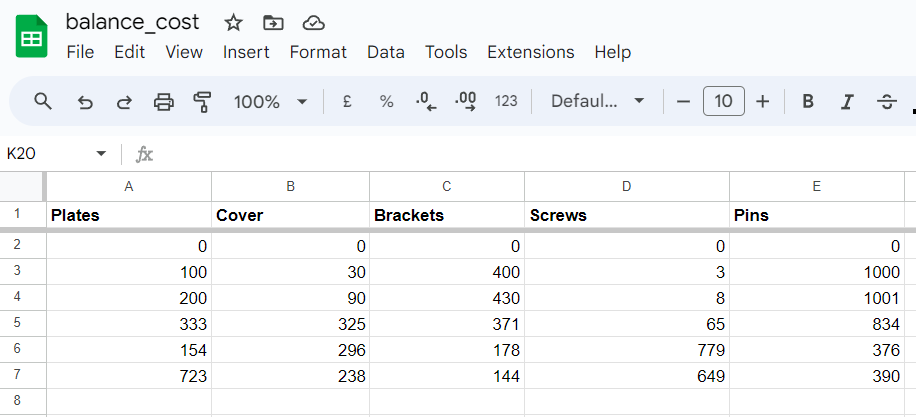 balance_cost
File Edit View Insert Format Data Tools Extensions Help
100% £ % .0 .00 123 Defaul... − 10 + B I S
K20 fx
A B C D E
1 Plates Cover Brackets Screws Pins
2 0 0 0 0 0
3 100 30 400 3 1000
4 200 90 430 8 1001
5 333 325 371 65 834
6 154 296 178 779 376
7 723 238 144 649 390
8